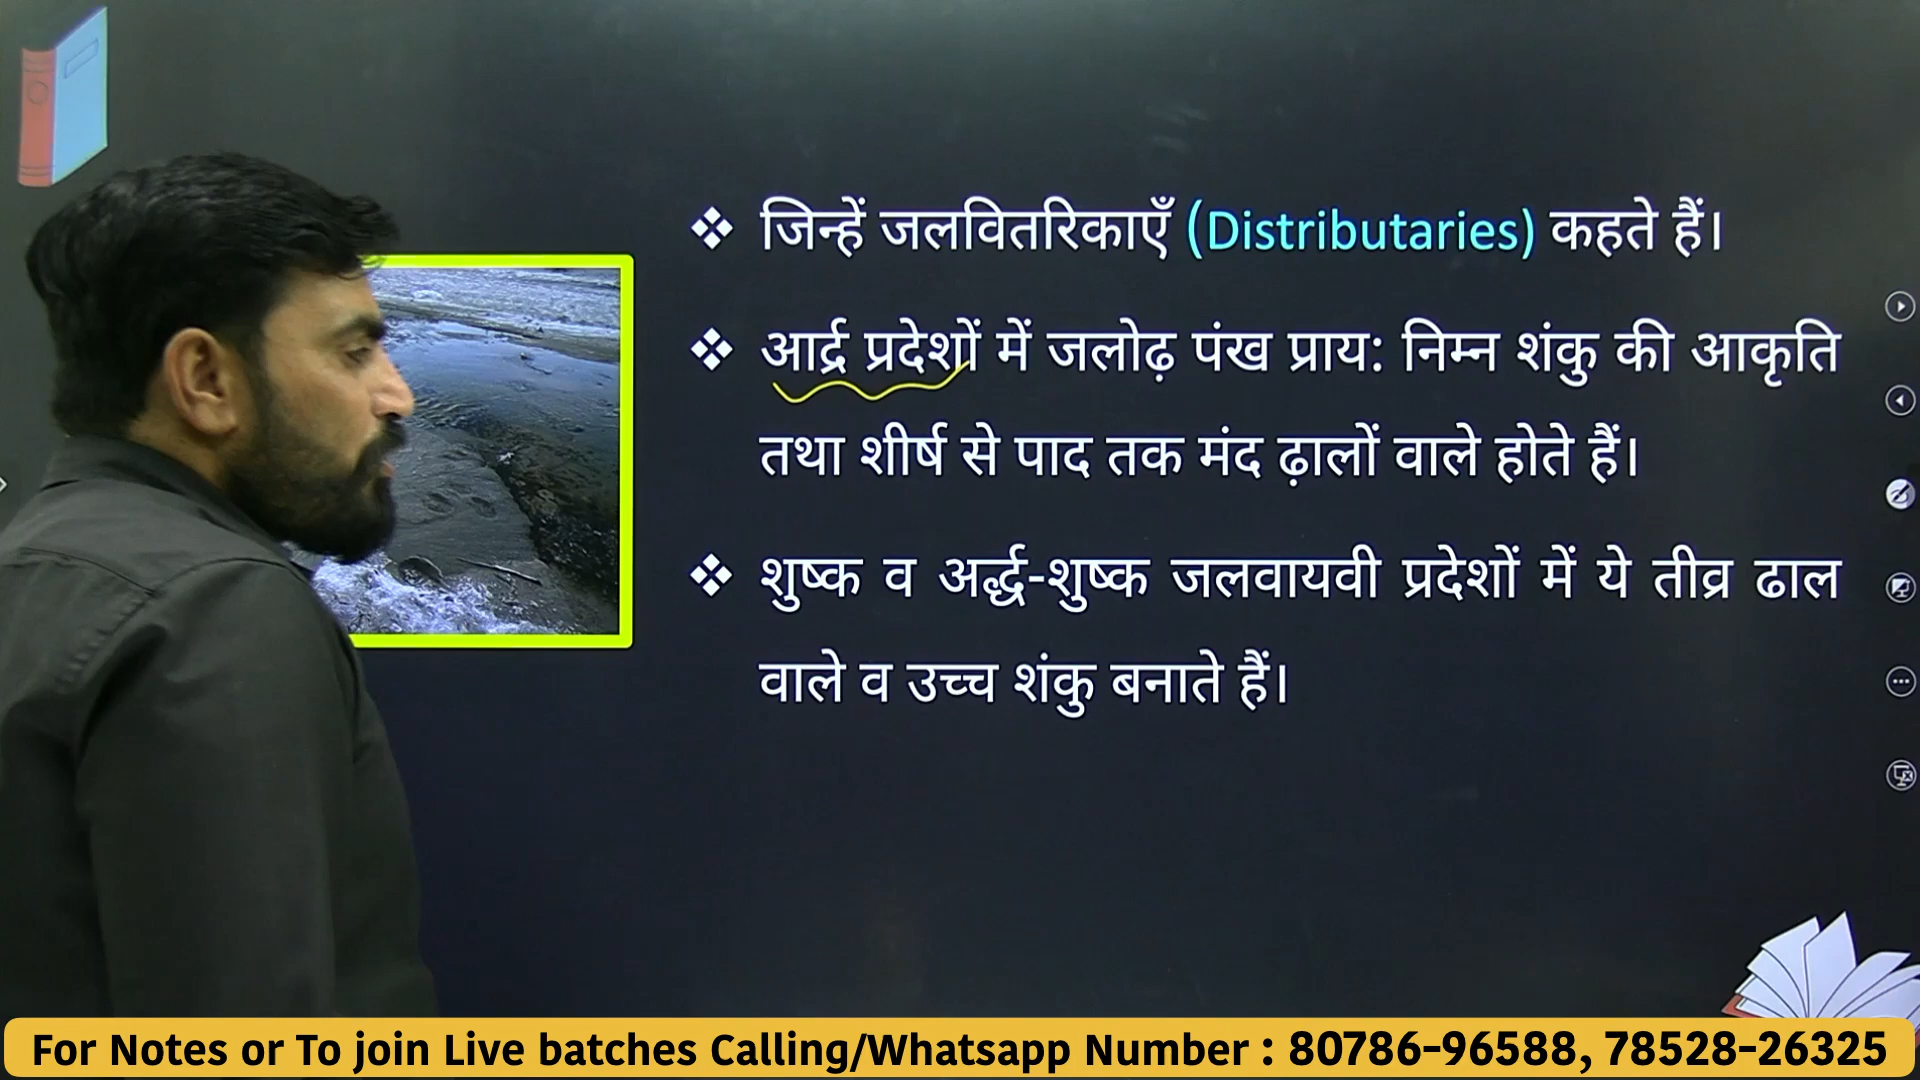 ❖ जिन्हें जलवितरिकाएँ (Distributaries) कहते हैं।
❖ आर्द्र प्रदेशों में जलोढ़ पंख प्राय: निम्न शंकु की आकृति
तथा शीर्ष से पाद तक मंद ढ़ालों वाले होते हैं।
❖ शुष्क व अर्द्ध-शुष्क जलवायवी प्रदेशों में ये तीव्र ढाल
वाले व उच्च शंकु बनाते हैं।
For Notes or To join Live batches Calling/Whatsapp Number : 80786-96588, 78528-26325